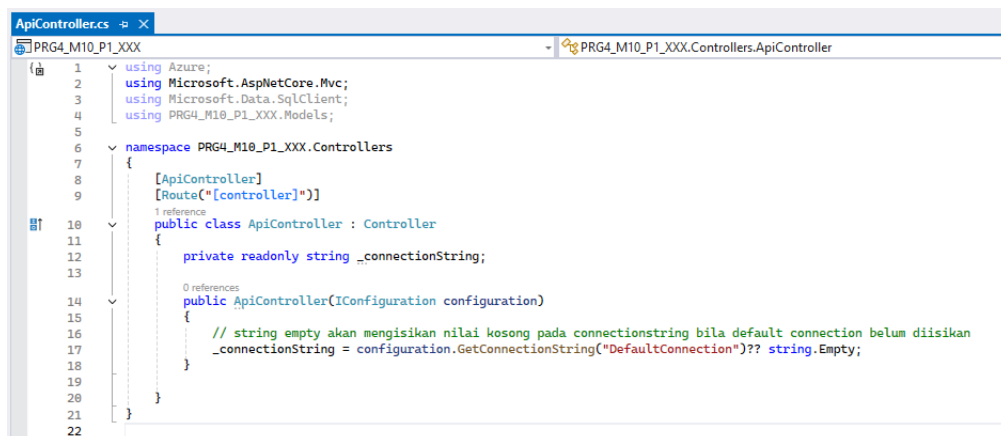 ApiController.cs
PRG4_M10_P1_XXX PRG4_M10_P1_XXX.Controllers.ApiController
1 using Azure;
2 using Microsoft.AspNetCore.Mvc;
3 using Microsoft.Data.SqlClient;
4 using PRG4_M10_P1_XXX.Models;
5
6 namespace PRG4_M10_P1_XXX.Controllers
7 {
8 [ApiController]
9 [Route("[controller]")]
1 reference
10 public class ApiController : Controller
11 {
12 private readonly string _connectionString;
13
0 references
14 public ApiController(IConfiguration configuration)
15 {
16 // string empty akan mengisikan nilai kosong pada connectionstring bila default connection belum diisikan
17 _connectionString = configuration.GetConnectionString("DefaultConnection")?? string.Empty;
18 }
19
20 }
21 }
22